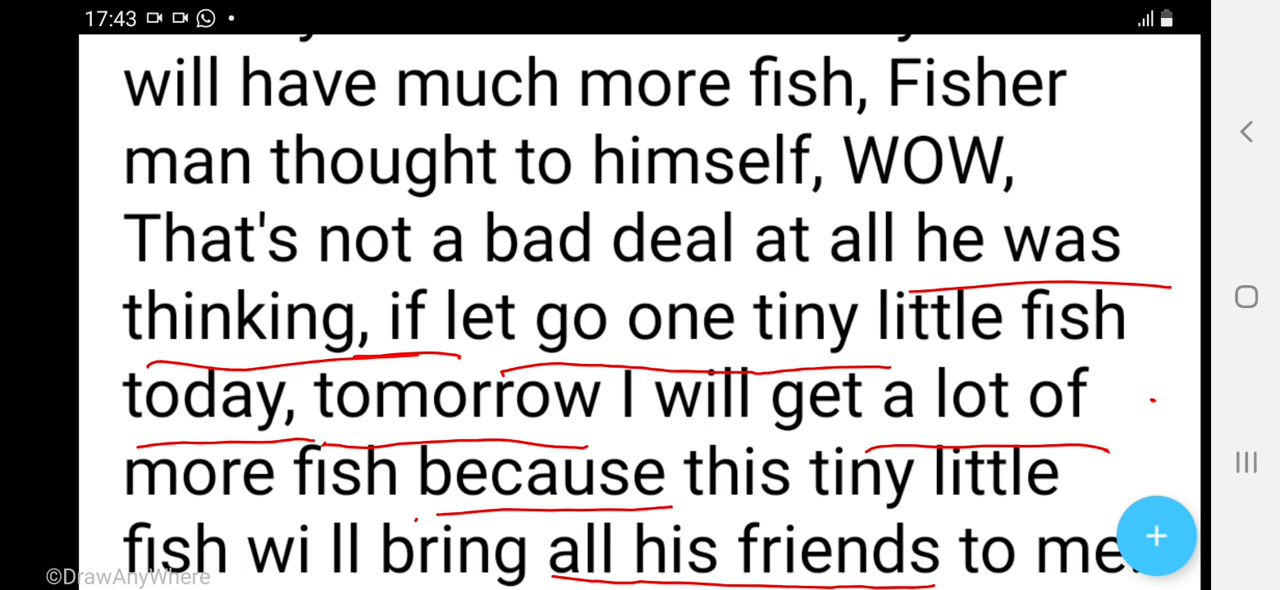 17:43
will have much more fish, Fisher
man thought to himself, WOW,
That's not a bad deal at all he was
thinking, if let go one tiny little fish
today, tomorrow I will get a lot of
more fish because this tiny little
fish wi ll bring all his friends to me.
©DrawAnyWhere